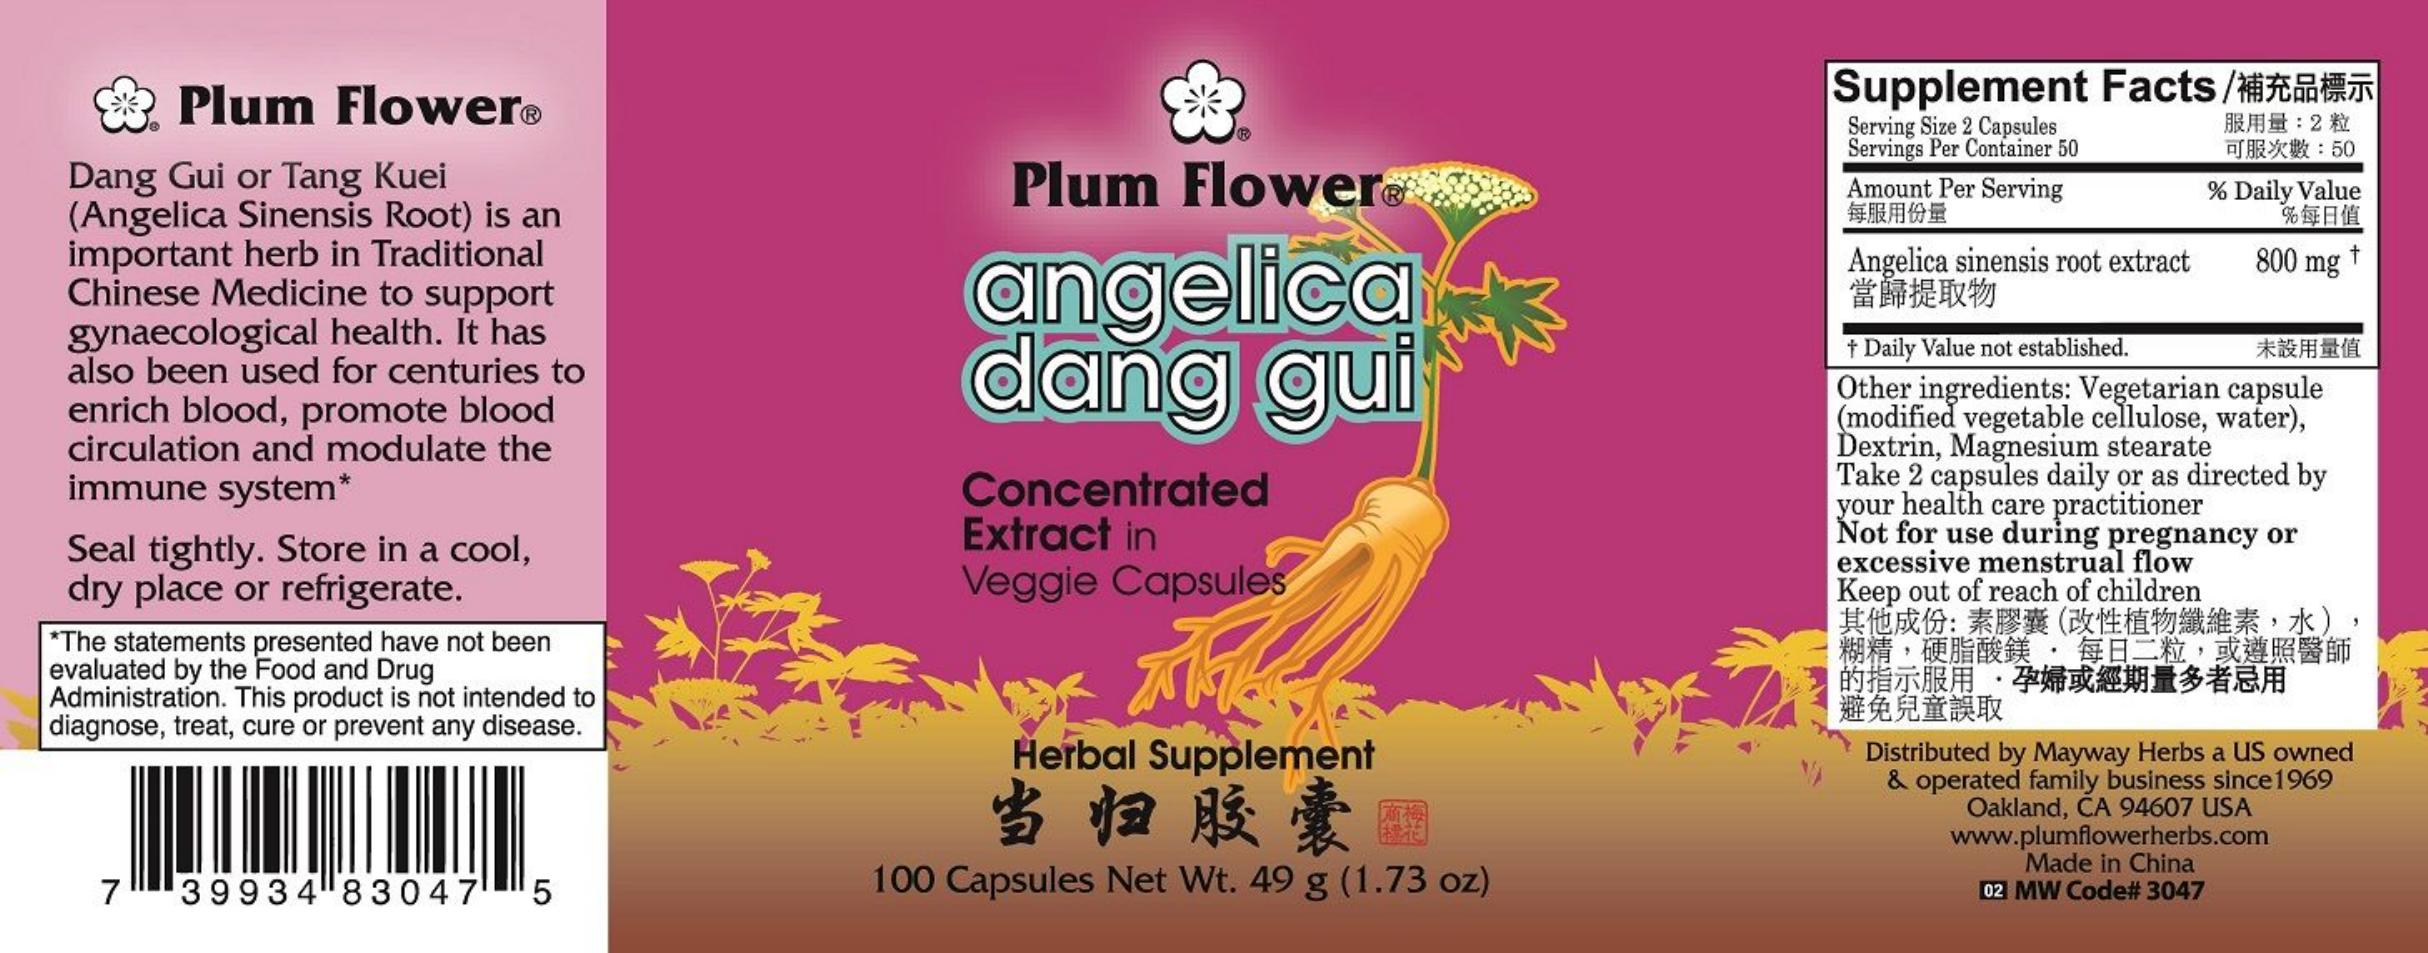 Plum Flower®
Dang Gui or Tang Kuei
(Angelica Sinensis Root) is an
important herb in Traditional
Chinese Medicine to support
gynaecological health. It has
also been used for centuries to
enrich blood, promote blood
circulation and modulate the
immune system*
Seal tightly. Store in a cool,
dry place or refrigerate.
*The statements presented have not been
evaluated by the Food and Drug
Administration. This product is not intended to
diagnose, treat, cure or prevent any disease.
7 39934 83047 5
®
Plum Flower®
angelica
dang gui
Concentrated
Extract in
Veggie Capsules
Herbal Supplement
当归胶囊
梅花
商標
100 Capsules Net Wt. 49 g (1.73 oz)
Supplement Facts /補充品標示
Serving Size 2 Capsules 服用量：2 粒
Servings Per Container 50 可服次數：50
Amount Per Serving % Daily Value
每服用份量 %每日值
Angelica sinensis root extract 800 mg †
當歸提取物
† Daily Value not established. 未設用量值
Other ingredients: Vegetarian capsule
(modified vegetable cellulose, water),
Dextrin, Magnesium stearate
Take 2 capsules daily or as directed by
your health care practitioner
Not for use during pregnancy or
excessive menstrual flow
Keep out of reach of children
其他成份: 素膠囊 (改性植物纖維素，水)，
糊精，硬脂酸鎂 · 每日二粒，或遵照醫師
的指示服用 · 孕婦或經期量多者忌用
避免兒童誤取
Distributed by Mayway Herbs a US owned
& operated family business since1969
Oakland, CA 94607 USA
www.plumflowerherbs.com
Made in China
02 MW Code# 3047